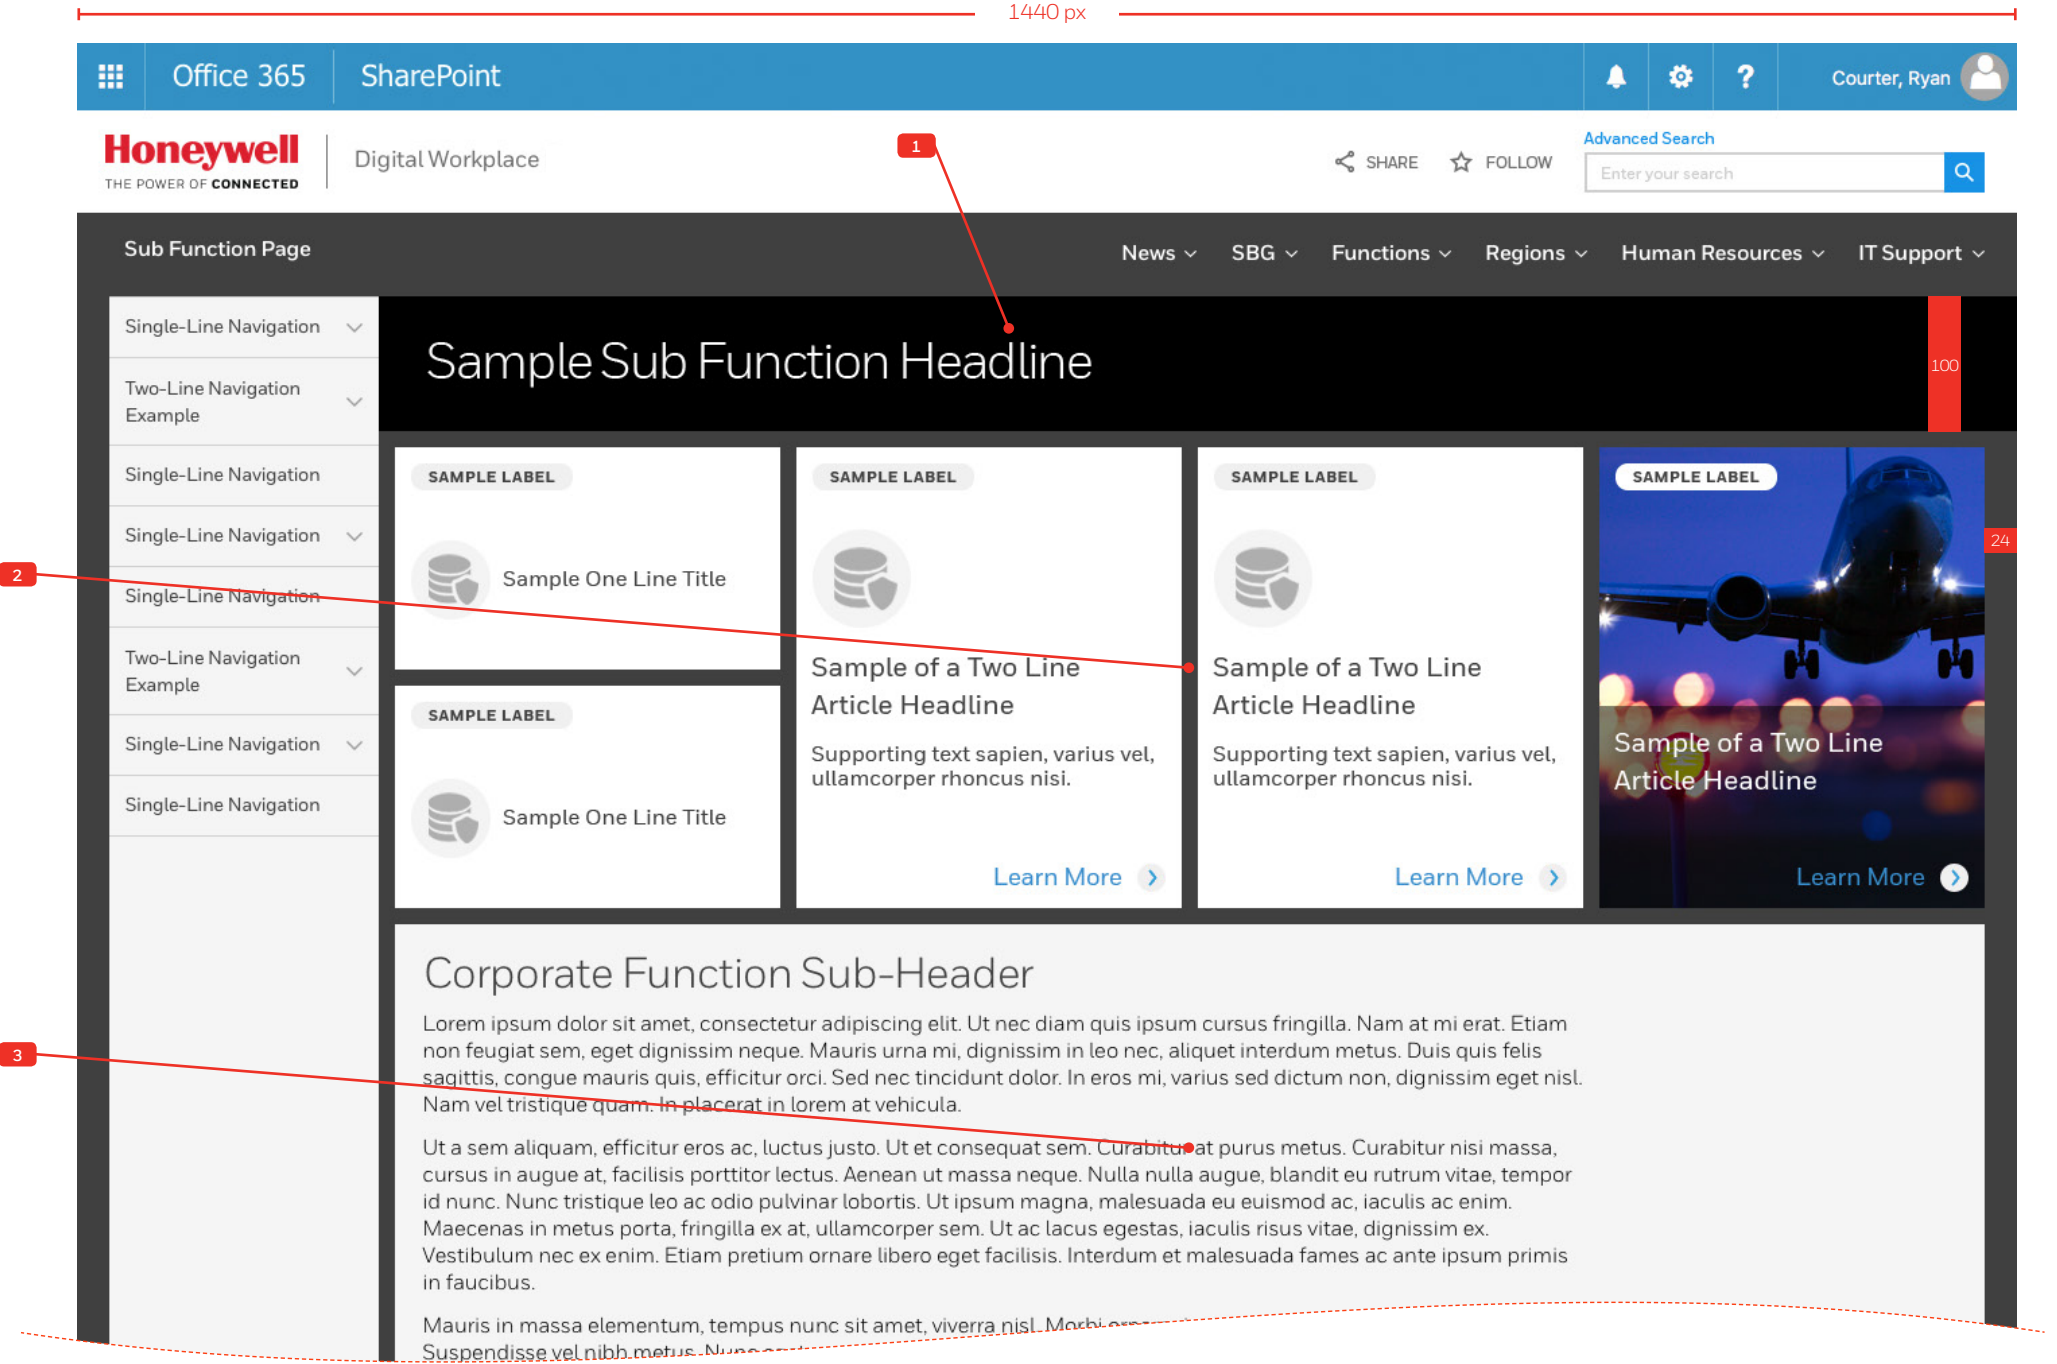 1440 px
Office 365
SharePoint
?
Courter, Ryan
Honeywell
THE POWER OF CONNECTED
Digital Workplace
1
SHARE
FOLLOW
Advanced Search
Enter your search
Sub Function Page
News
SBG
Functions
Regions
Human Resources
IT Support
Single-Line Navigation
Two-Line Navigation
Example
Single-Line Navigation
Single-Line Navigation
2
Single-Line Navigation
Two-Line Navigation
Example
Single-Line Navigation
Single-Line Navigation
Sample Sub Function Headline
100
SAMPLE LABEL
Sample One Line Title
SAMPLE LABEL
Sample One Line Title
SAMPLE LABEL
Sample of a Two Line
Article Headline
Supporting text sapien, varius vel,
ullamcorper rhoncus nisi.
Learn More
SAMPLE LABEL
Sample of a Two Line
Article Headline
Supporting text sapien, varius vel,
ullamcorper rhoncus nisi.
Learn More
SAMPLE LABEL
24
Sample of a Two Line
Article Headline
Learn More
Corporate Function Sub-Header
Lorem ipsum dolor sit amet, consectetur adipiscing elit. Ut nec diam quis ipsum cursus fringilla. Nam at mi erat. Etiam
non feugiat sem, eget dignissim neque. Mauris urna mi, dignissim in leo nec, aliquet interdum metus. Duis quis felis
sagittis, congue mauris quis, efficitur orci. Sed nec tincidunt dolor. In eros mi, varius sed dictum non, dignissim eget nisl.
Nam vel tristique quam. In placerat in lorem at vehicula.
3
Ut a sem aliquam, efficitur eros ac, luctus justo. Ut et consequat sem. Curabitur at purus metus. Curabitur nisi massa,
cursus in augue at, facilisis porttitor lectus. Aenean ut massa neque. Nulla nulla augue, blandit eu rutrum vitae, tempor
id nunc. Nunc tristique leo ac odio pulvinar lobortis. Ut ipsum magna, malesuada eu euismod ac, iaculis ac enim.
Maecenas in metus porta, fringilla ex at, ullamcorper sem. Ut ac lacus egestas, iaculis risus vitae, dignissim ex.
Vestibulum nec ex enim. Etiam pretium ornare libero eget facilisis. Interdum et malesuada fames ac ante ipsum primis
in faucibus.
Mauris in massa elementum, tempus nunc sit amet, viverra nisl. Morbi
Suspendisse vel nibh metus. Nunc